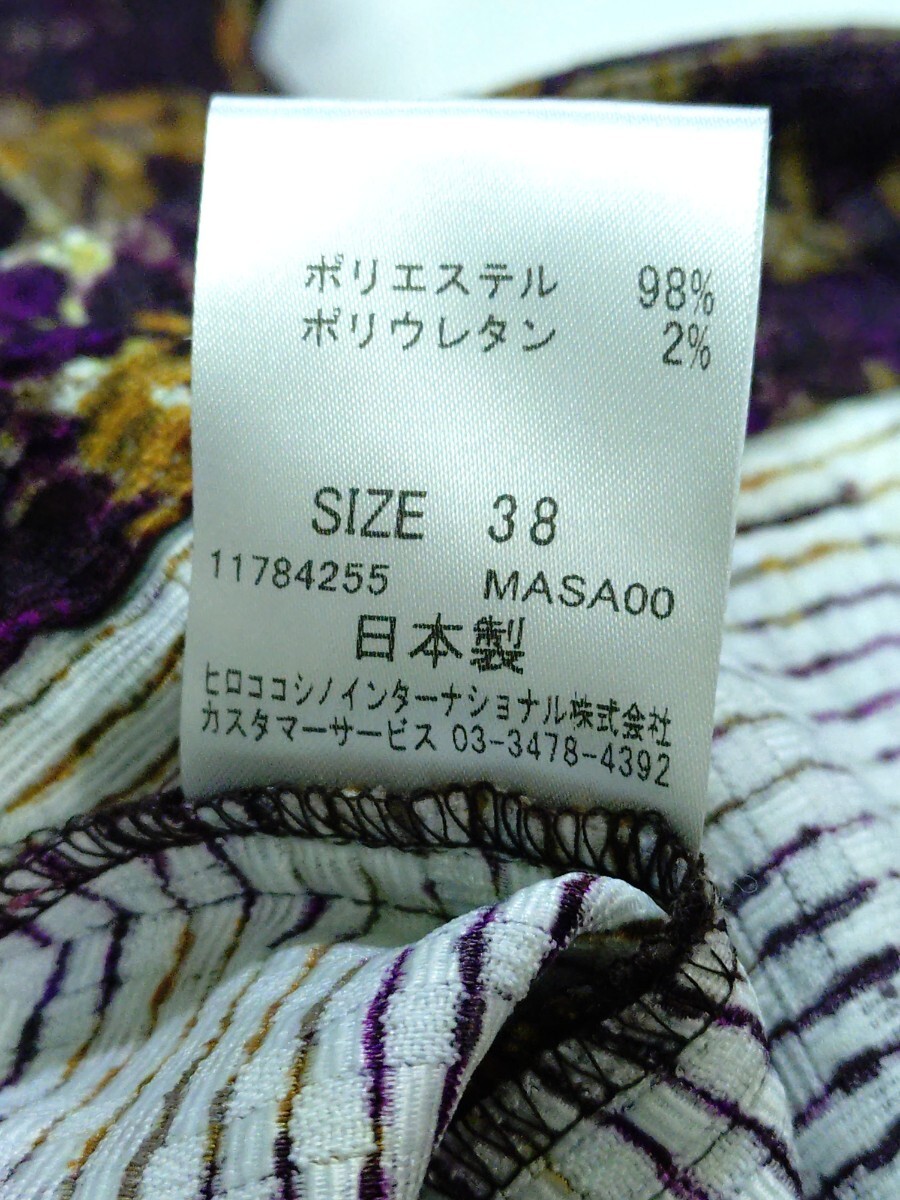 ポリエステル 98%
ポリウレタン 2%
SIZE 38
11784255 MASA00
日本製
ヒロココシノインターナショナル株式会社
カスタマーサービス 03-3478-4392